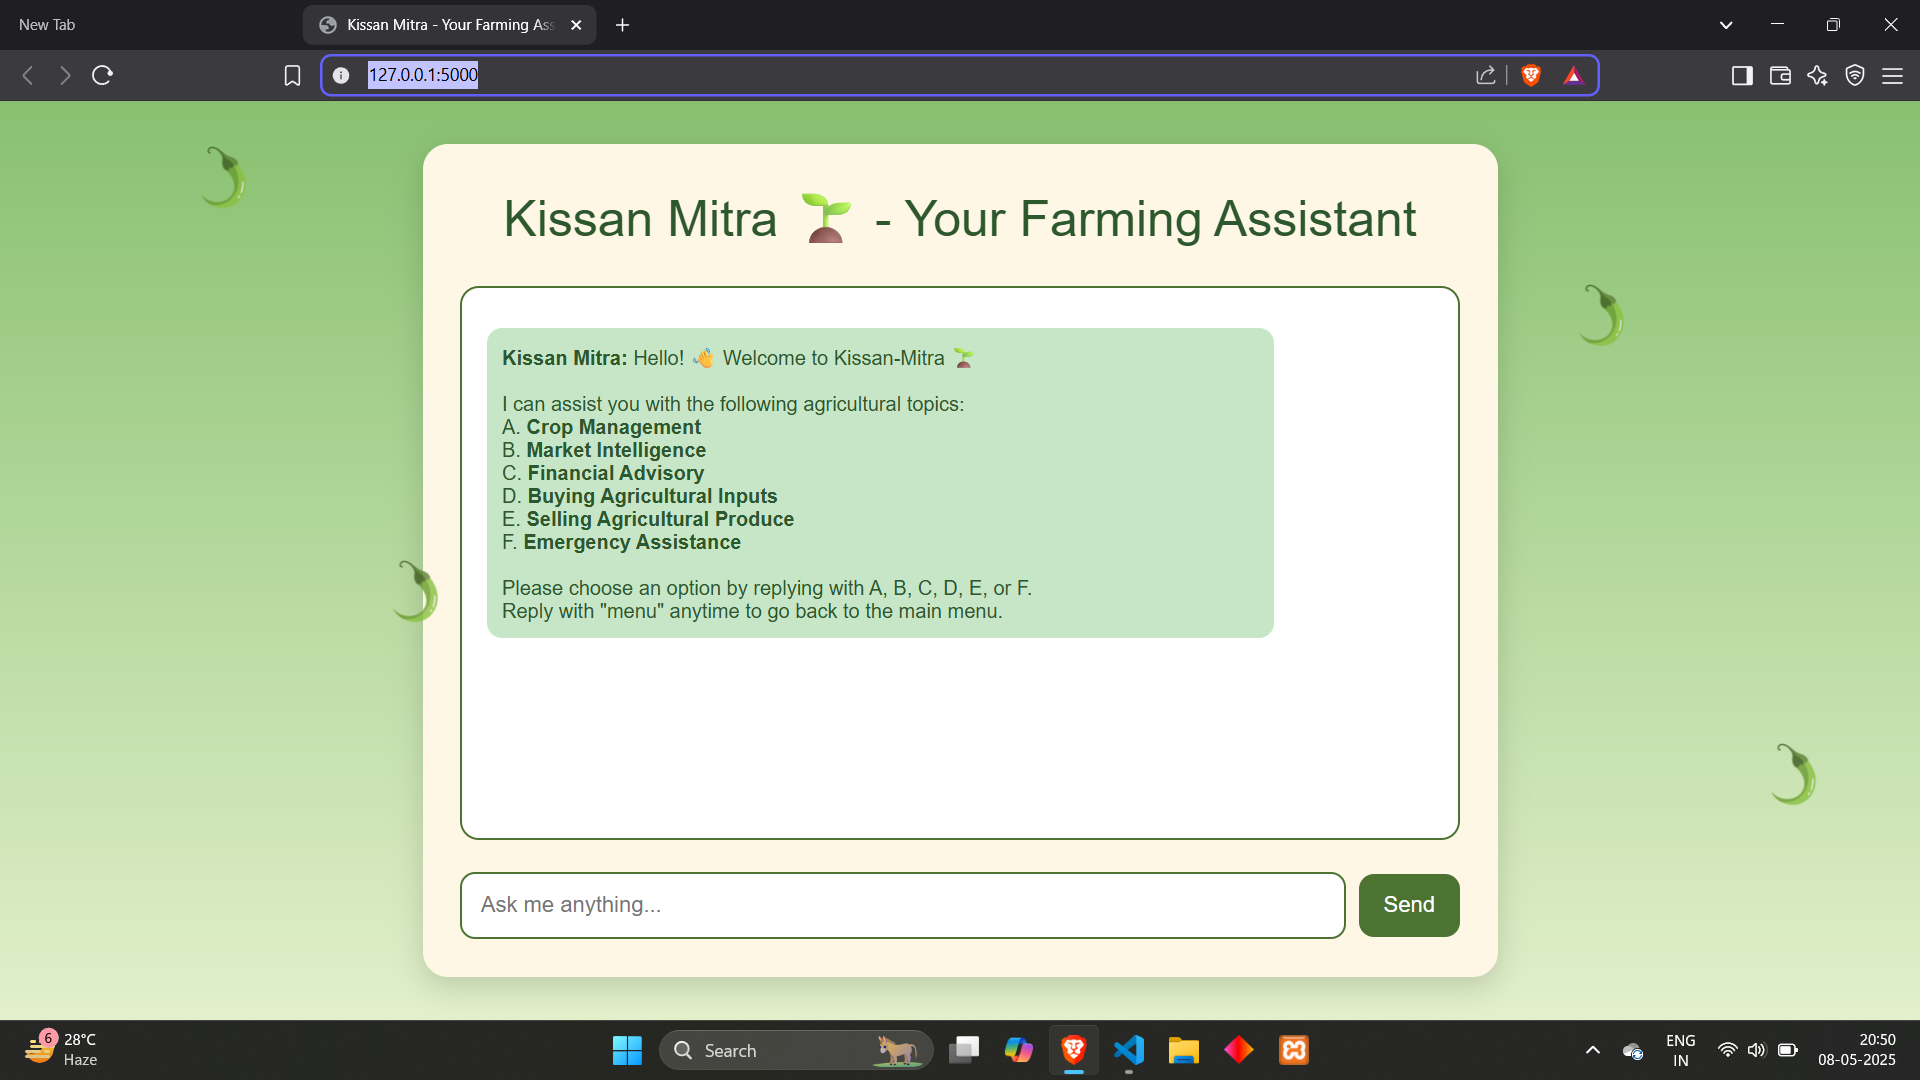 New Tab
Kissan Mitra - Your Farming Ass
127.0.0.1:5000
Kissan Mitra 🌱 - Your Farming Assistant
Kissan Mitra: Hello! 👋 Welcome to Kissan-Mitra 🌱
I can assist you with the following agricultural topics:
A. Crop Management
B. Market Intelligence
C. Financial Advisory
D. Buying Agricultural Inputs
E. Selling Agricultural Produce
F. Emergency Assistance
Please choose an option by replying with A, B, C, D, E, or F.
Reply with "menu" anytime to go back to the main menu.
Ask me anything...
Send
6
28°C
Haze
Search
ENG
IN
20:50
08-05-2025